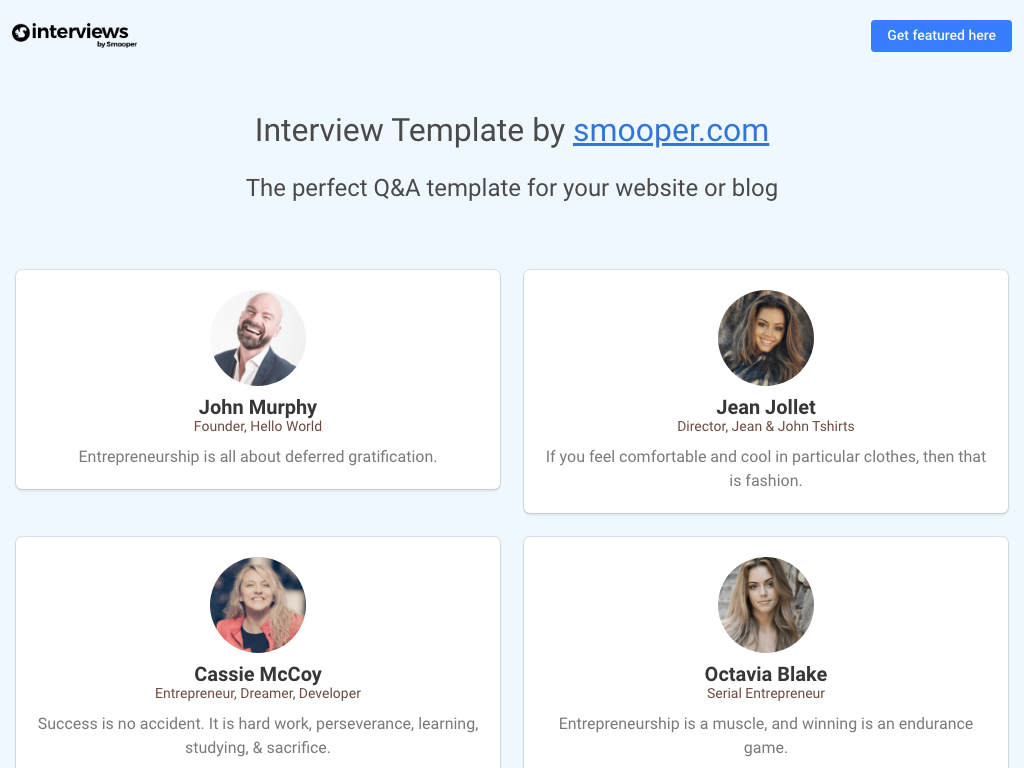 interviews
by Smooper
Get featured here
Interview Template by smooper.com
The perfect Q&A template for your website or blog
John Murphy
Founder, Hello World
Entrepreneurship is all about deferred gratification.
Jean Jollet
Director, Jean & John Tshirts
If you feel comfortable and cool in particular clothes, then that
is fashion.
Cassie McCoy
Entrepreneur, Dreamer, Developer
Success is no accident. It is hard work, perseverance, learning,
studying, & sacrifice.
Octavia Blake
Serial Entrepreneur
Entrepreneurship is a muscle, and winning is an endurance
game.